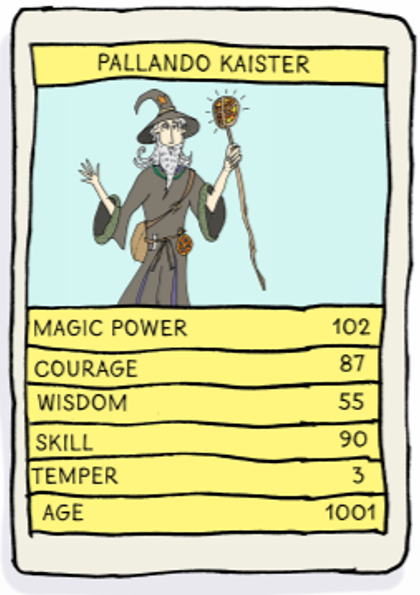 PALLANDO KAISTER
MAGIC POWER 102
COURAGE 87
WISDOM 55
SKILL 90
TEMPER 3
AGE 1001